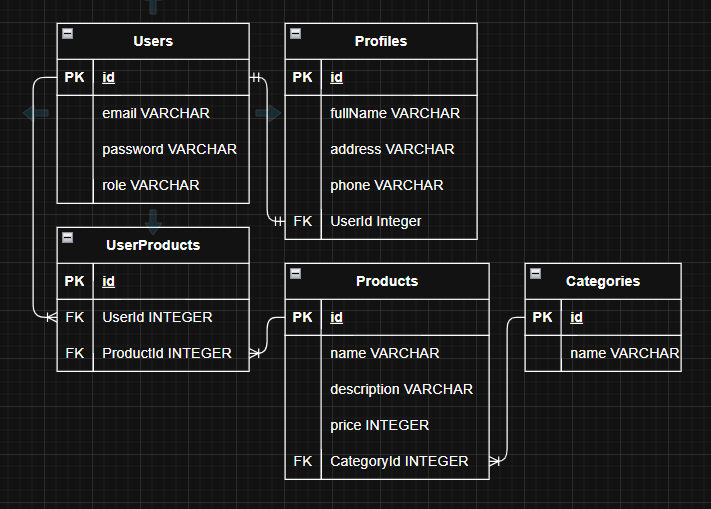 Users
PK id
email VARCHAR
password VARCHAR
role VARCHAR
Profiles
PK id
fullName VARCHAR
address VARCHAR
phone VARCHAR
FK UserId Integer
UserProducts
PK id
FK UserId INTEGER
FK ProductId INTEGER
Products
PK id
name VARCHAR
description VARCHAR
price INTEGER
FK CategoryId INTEGER
Categories
PK id
name VARCHAR